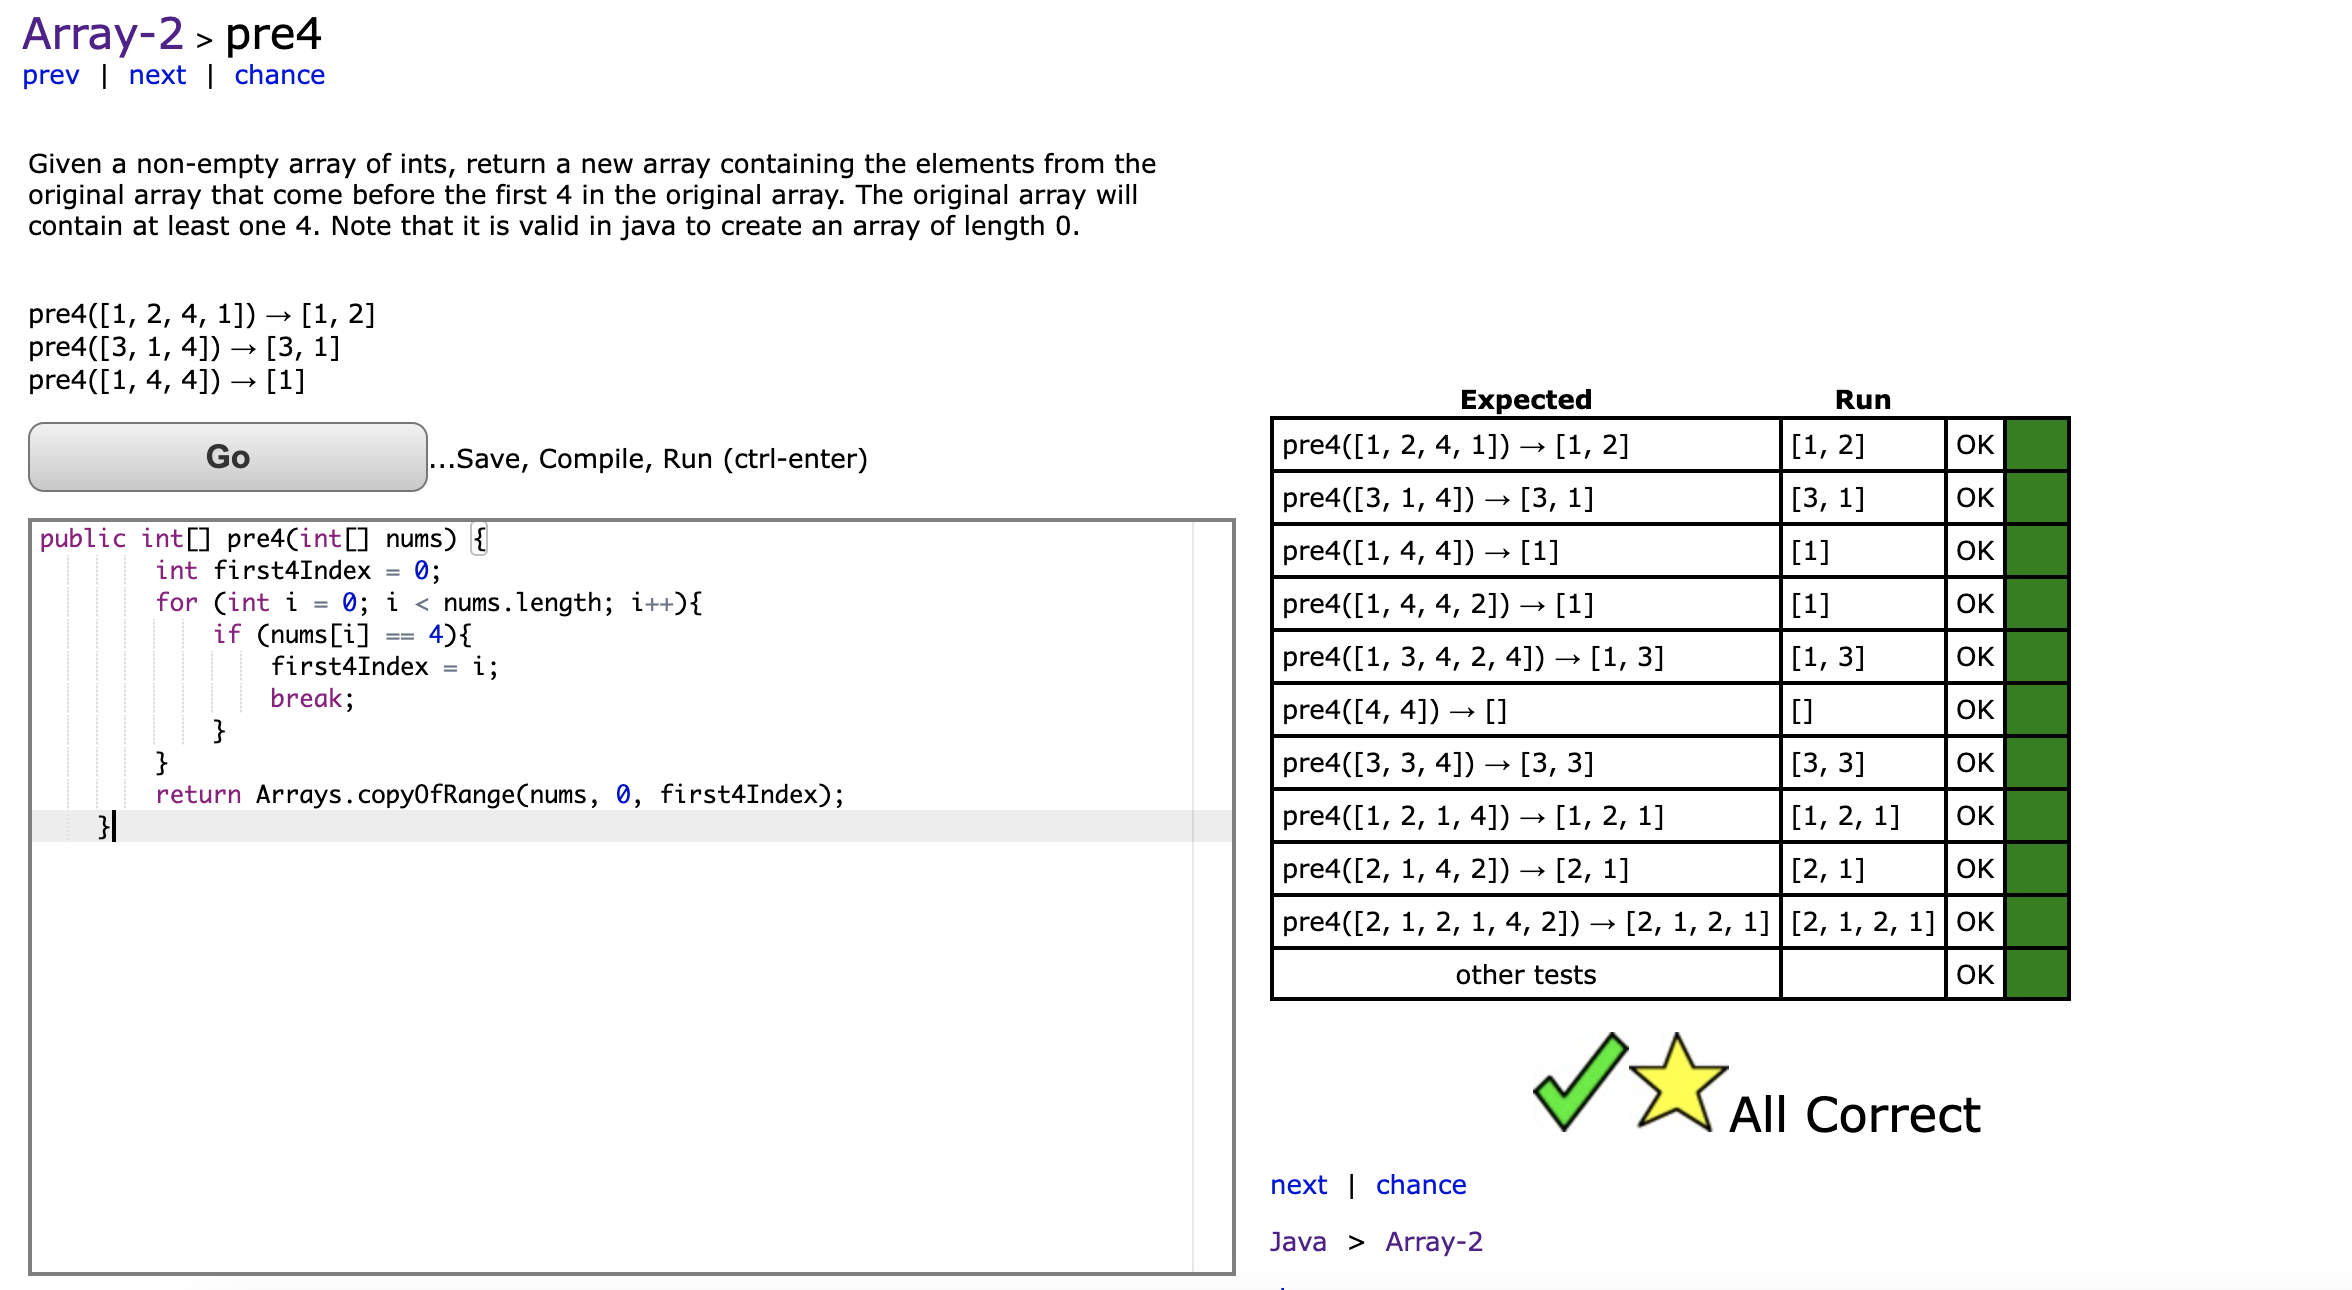 Array-2 > pre4
prev | next | chance
Given a non-empty array of ints, return a new array containing the elements from the
original array that come before the first 4 in the original array. The original array will
contain at least one 4. Note that it is valid in java to create an array of length 0.
pre4([1, 2, 4, 1]) → [1, 2]
pre4([3, 1, 4]) → [3, 1]
pre4([1, 4, 4]) → [1]
Go ...Save, Compile, Run (ctrl-enter)
public int[] pre4(int[] nums) {
        int first4Index = 0;
        for (int i = 0; i < nums.length; i++){
            if (nums[i] == 4){
                first4Index = i;
                break;
            }
        }
        return Arrays.copyOfRange(nums, 0, first4Index);
    }
Expected Run
pre4([1, 2, 4, 1]) → [1, 2] [1, 2] OK
pre4([3, 1, 4]) → [3, 1] [3, 1] OK
pre4([1, 4, 4]) → [1] [1] OK
pre4([1, 4, 4, 2]) → [1] [1] OK
pre4([1, 3, 4, 2, 4]) → [1, 3] [1, 3] OK
pre4([4, 4]) → [] [] OK
pre4([3, 3, 4]) → [3, 3] [3, 3] OK
pre4([1, 2, 1, 4]) → [1, 2, 1] [1, 2, 1] OK
pre4([2, 1, 4, 2]) → [2, 1] [2, 1] OK
pre4([2, 1, 2, 1, 4, 2]) → [2, 1, 2, 1] [2, 1, 2, 1] OK
other tests OK
All Correct
next | chance
Java > Array-2